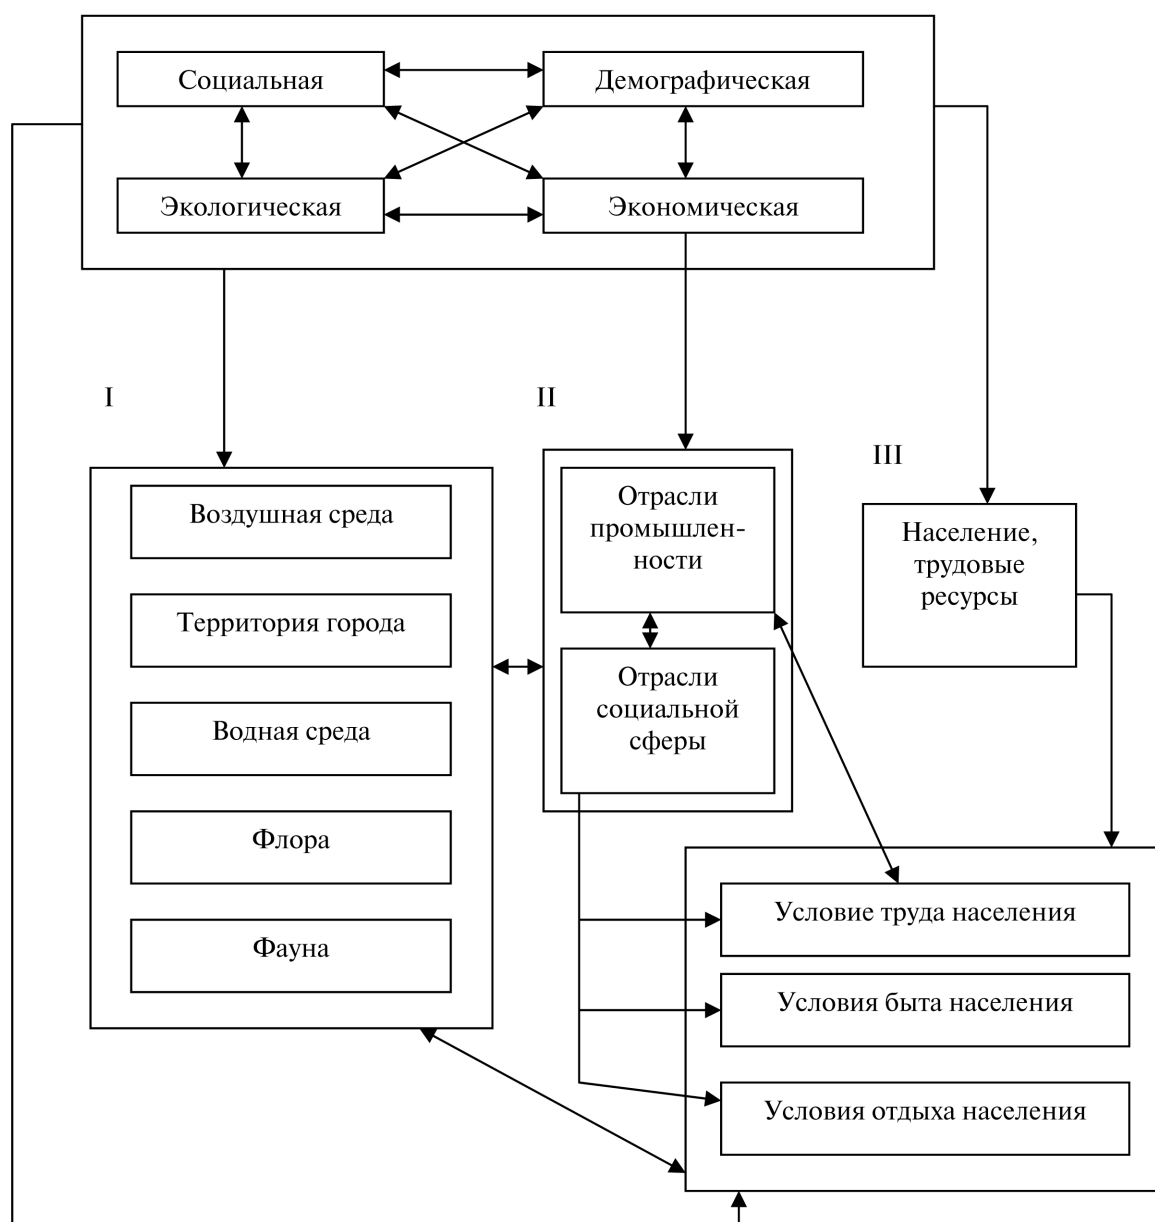 Социальная
Демографическая
Экологическая
Экономическая
I
II
III
Воздушная среда
Территория города
Водная среда
Флора
Фауна
Отрасли
промышлен-
ности
Отрасли
социальной
сферы
Население,
трудовые
ресурсы
Условие труда населения
Условия быта населения
Условия отдыха населения